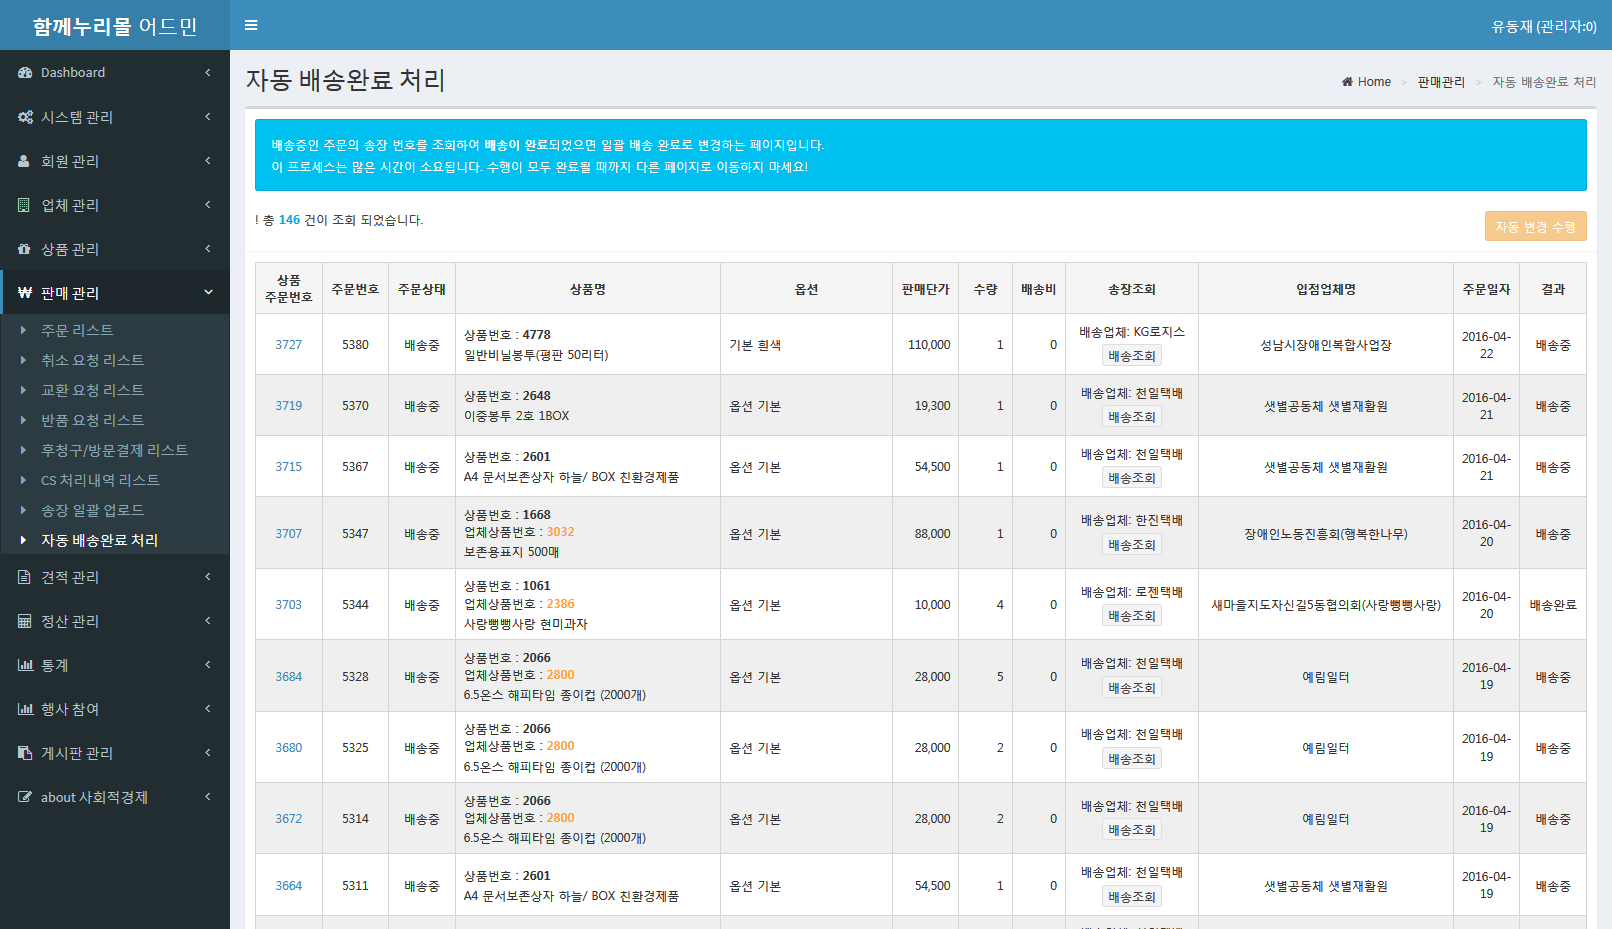 함께누리몰 어드민
유동재 (관리자:0)
Dashboard
시스템 관리
회원 관리
업체 관리
상품 관리
판매 관리
주문 리스트
취소 요청 리스트
교환 요청 리스트
반품 요청 리스트
후청구/방문결제 리스트
CS 처리내역 리스트
송장 일괄 업로드
자동 배송완료 처리
견적 관리
정산 관리
통계
행사 참여
게시판 관리
about 사회적경제
자동 배송완료 처리
Home > 판매관리 > 자동 배송완료 처리
배송중인 주문의 송장 번호를 조회하여 배송이 완료되었으면 일괄 배송 완료로 변경하는 페이지입니다.
이 프로세스는 많은 시간이 소요됩니다. 수행이 모두 완료될 때까지 다른 페이지로 이동하지 마세요!
! 총 146 건이 조회 되었습니다.
자동 변경 수행
상품
주문번호 주문번호 주문상태 상품명 옵션 판매단가 수량 배송비 송장조회 입점업체명 주문일자 결과
상품번호 : 4778 배송업체: KG로지스 2016-04-
3727 5380 배송중 기본 흰색 110,000 1 0 성남시장애인복합사업장 배송중
일반비닐봉투(평판 50리터) 배송조회 22
상품번호 : 2648 배송업체: 천일택배 2016-04-
3719 5370 배송중 옵션 기본 19,300 1 0 샛별공동체 샛별재활원 배송중
이중봉투 2호 1BOX 배송조회 21
상품번호 : 2601 배송업체: 천일택배 2016-04-
3715 5367 배송중 옵션 기본 54,500 1 0 샛별공동체 샛별재활원 배송중
A4 문서보존상자 하늘/ BOX 친환경제품 배송조회 21
상품번호 : 1668 배송업체: 한진택배 2016-04-
3707 5347 배송중 업체상품번호 : 3032 옵션 기본 88,000 1 0 장애인노동진흥회(행복한나무) 배송중
보존용표지 500매 배송조회 20
상품번호 : 1061 배송업체: 로젠택배 2016-04-
3703 5344 배송중 업체상품번호 : 2386 옵션 기본 10,000 4 0 새마을지도자신길5동협의회(사랑뻥뻥사랑) 배송완료
사랑뻥뻥사랑 현미과자 배송조회 20
상품번호 : 2066 배송업체: 천일택배 2016-04-
3684 5328 배송중 업체상품번호 : 2800 옵션 기본 28,000 5 0 예림일터 배송중
6.5온스 해피타임 종이컵 (2000개) 배송조회 19
상품번호 : 2066 배송업체: 천일택배 2016-04-
3680 5325 배송중 업체상품번호 : 2800 옵션 기본 28,000 2 0 예림일터 배송중
6.5온스 해피타임 종이컵 (2000개) 배송조회 19
상품번호 : 2066 배송업체: 천일택배 2016-04-
3672 5314 배송중 업체상품번호 : 2800 옵션 기본 28,000 2 0 예림일터 배송중
6.5온스 해피타임 종이컵 (2000개) 배송조회 19
상품번호 : 2601 배송업체: 천일택배 2016-04-
3664 5311 배송중 옵션 기본 54,500 1 0 샛별공동체 샛별재활원 배송중
A4 문서보존상자 하늘/ BOX 친환경제품 배송조회 19